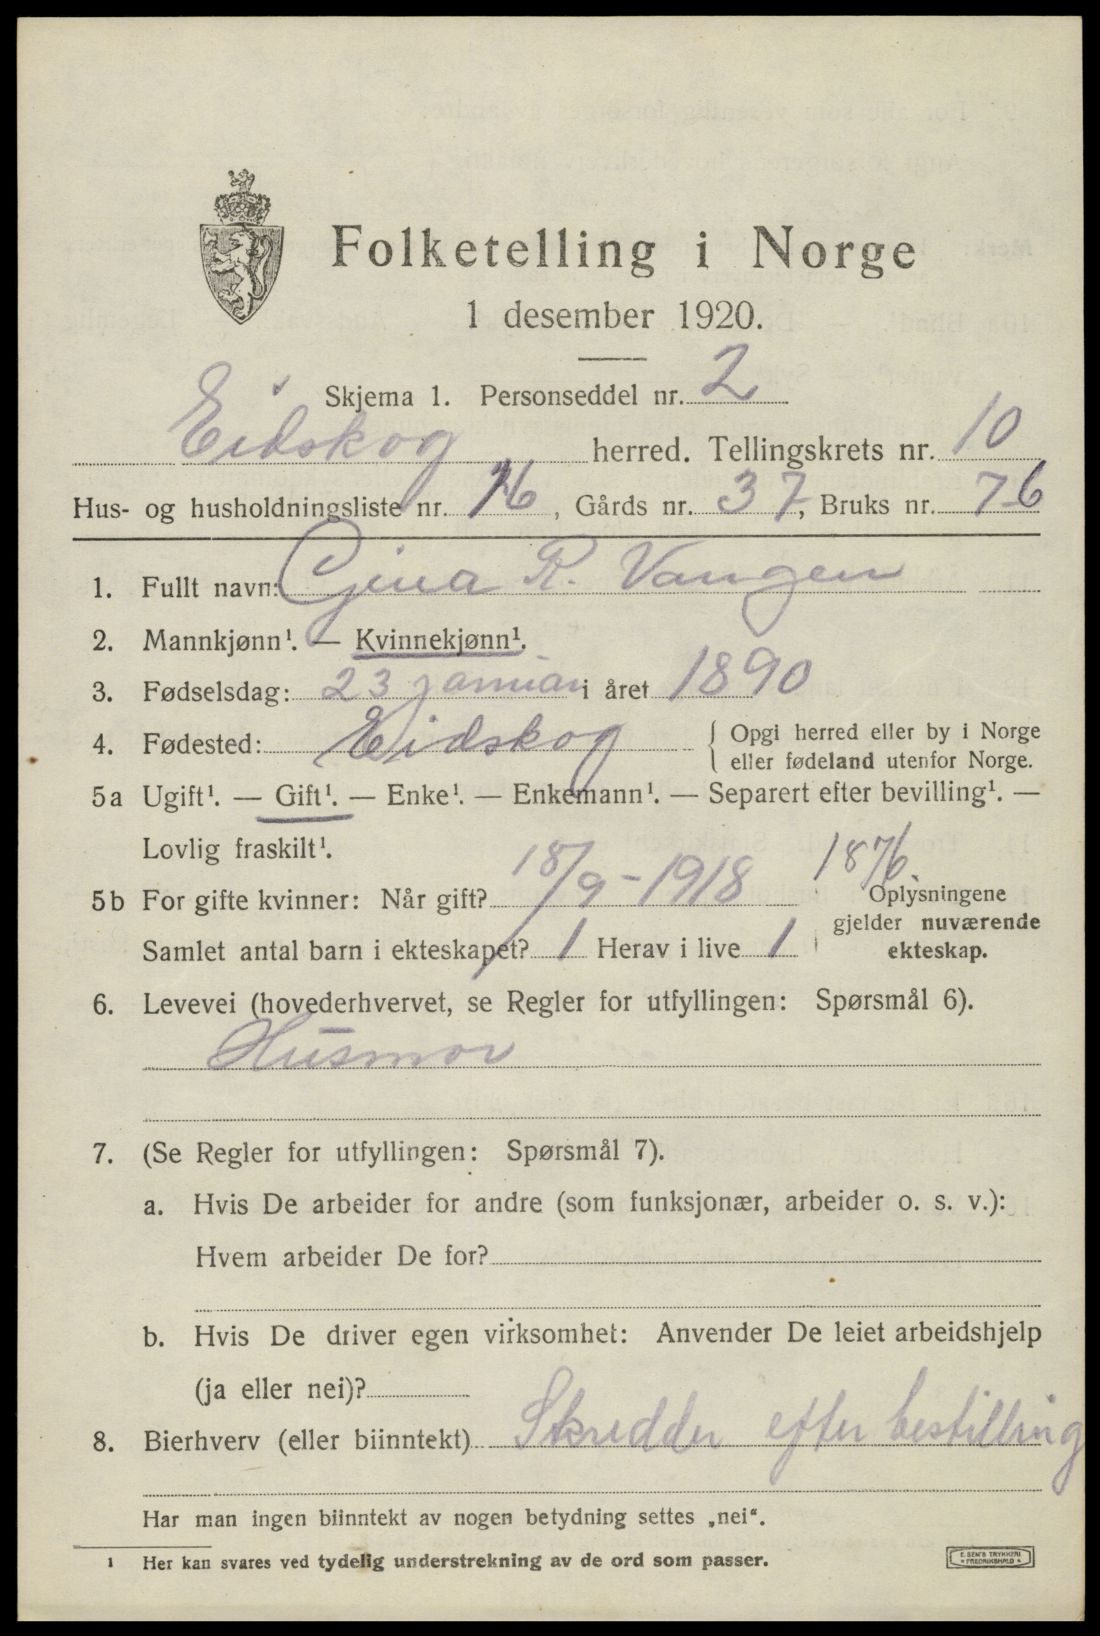 Folketelling i Norge
1 desember 1920.
Skjema 1. Personseddel nr. 2
Eidskog herred. Tellingskrets nr. 10
Hus- og husholdningsliste nr. 16, Gårds nr. 37, Bruks nr. 76
1. Fullt navn: Gina R. Vangen
2. Mannkjønn¹. — Kvinnekjønn¹.
3. Fødselsdag: 23 januar i året 1890
4. Fødested: Eidskog { Opgi herred eller by i Norge
eller fødeland utenfor Norge.
5a Ugift¹. — Gift¹. — Enke¹. — Enkemann¹. — Separert efter bevilling¹. —
Lovlig fraskilt¹.
1876.
5b For gifte kvinner: Når gift? 18/9-1918 Oplysningene
gjelder nuværende
Samlet antal barn i ekteskapet? 1 Herav i live 1 ekteskap.
6. Levevei (hovederhvervet, se Regler for utfyllingen: Spørsmål 6).
Husmor
7. (Se Regler for utfyllingen: Spørsmål 7).
a. Hvis De arbeider for andre (som funksjonær, arbeider o. s. v.):
Hvem arbeider De for?
b. Hvis De driver egen virksomhet: Anvender De leiet arbeidshjelp
(ja eller nei)?
8. Bierhverv (eller biinntekt) Skredder efter bestilling
Har man ingen biinntekt av nogen betydning settes „nei“.
¹ Her kan svares ved tydelig understrekning av de ord som passer.
E. SEM'S TRYKKERI
FREDRIKSHALD